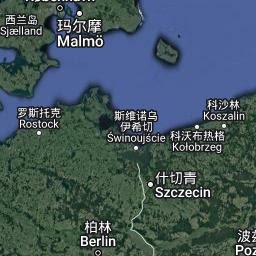 西兰岛
Sjælland
玛尔摩
Malmö
罗斯托克
Rostock
斯维诺乌
伊希切
Świnoujście
科沙林
Koszalin
科沃布热格
Kołobrzeg
什切青
Szczecin
柏林
Berlin